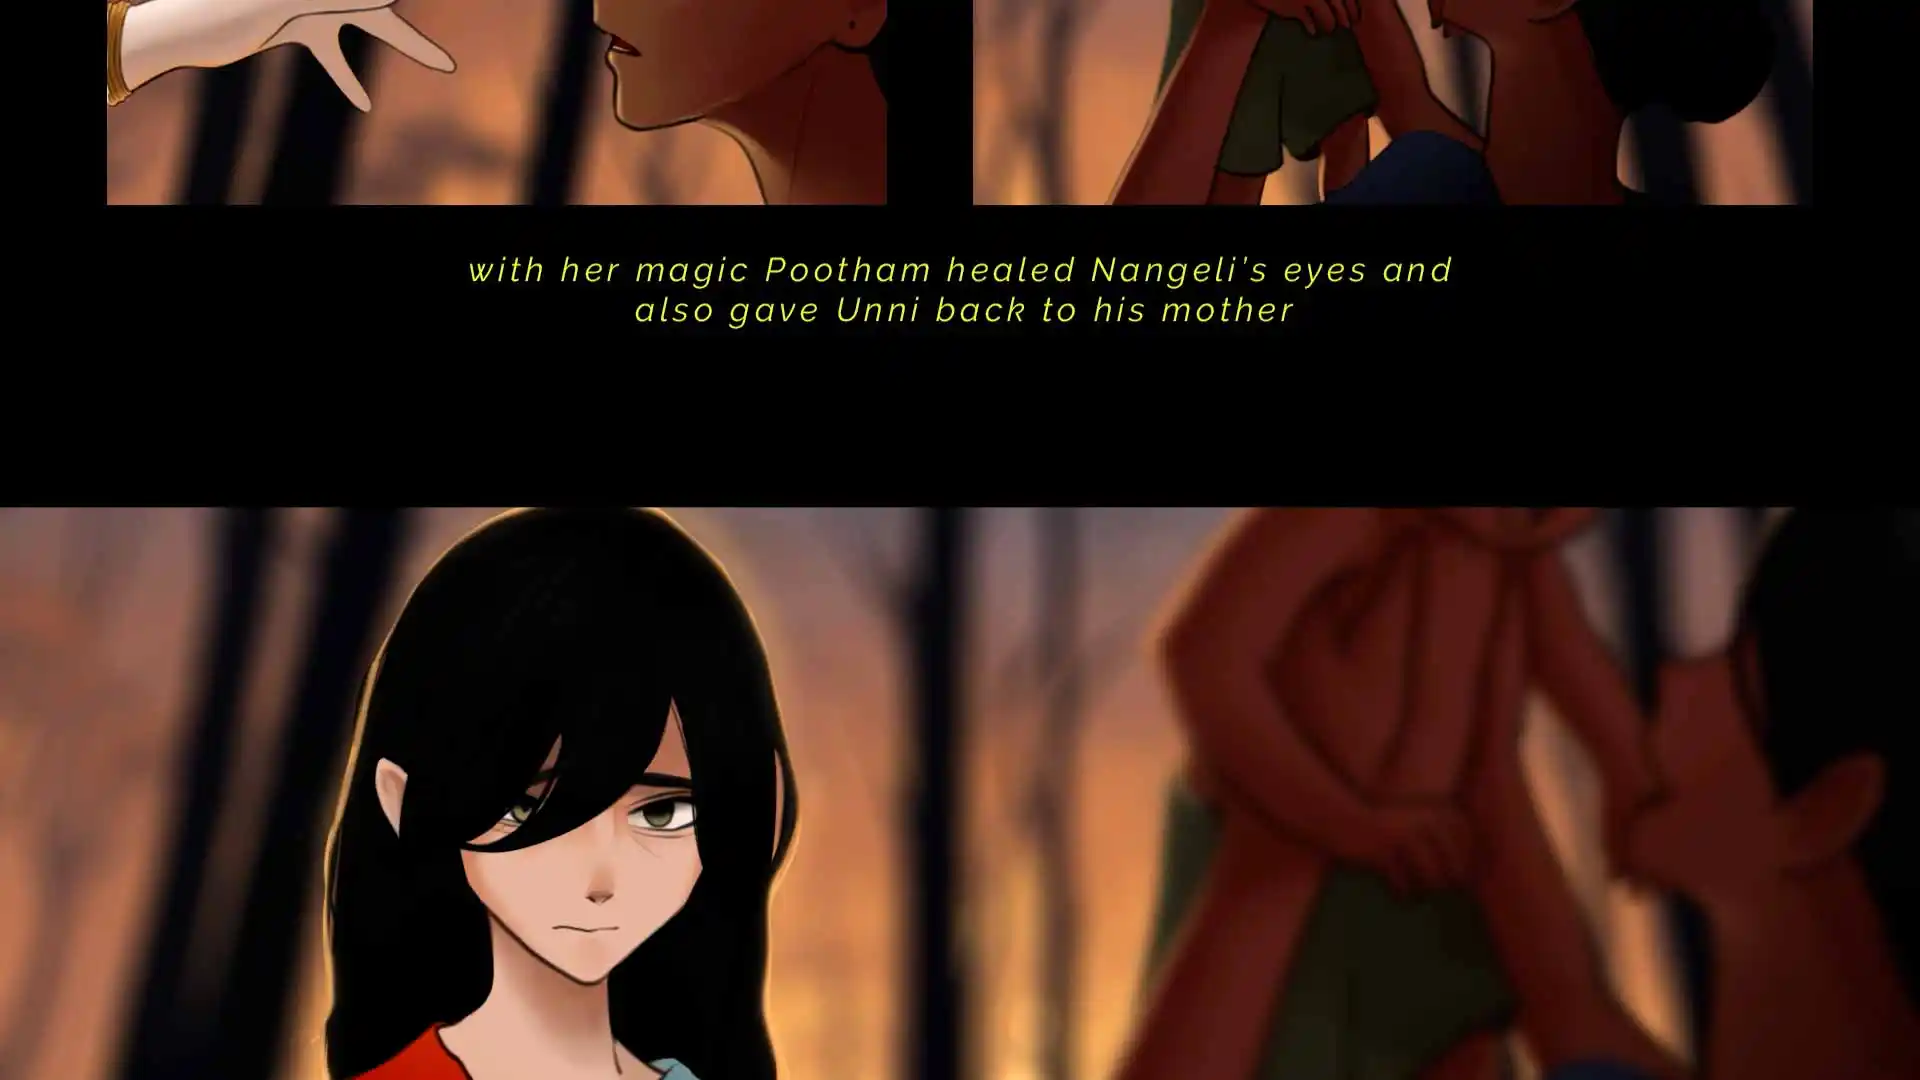 with her magic Pootham healed Nangeli's eyes and
also gave Unni back to his mother